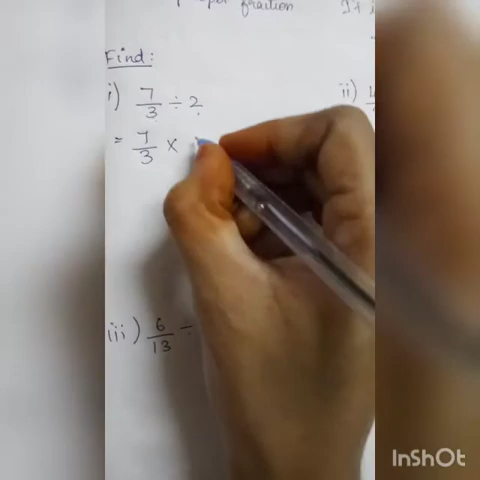 fraction
Find:
i) 7/3 ÷ 2
ii)
= 7/3 ×
iii) 6/13 ÷
InShOt